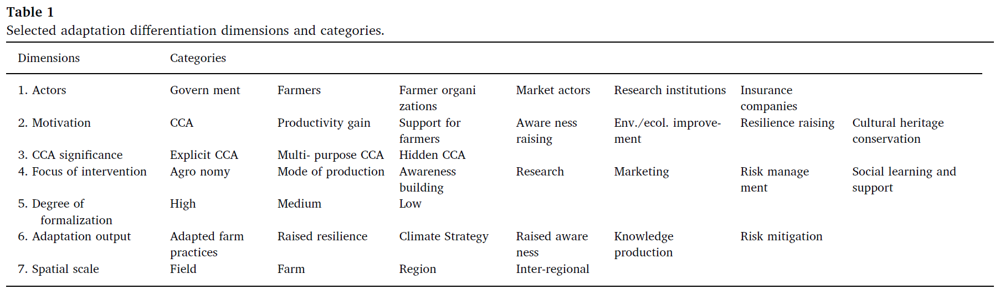 Table 1
Selected adaptation differentiation dimensions and categories.
Dimensions Categories
1. Actors Govern ment Farmers Farmer organi Market actors Research institutions Insurance
zations companies
2. Motivation CCA Productivity gain Support for Aware ness Env./ecol. improve- Resilience raising Cultural heritage
farmers raising ment conservation
3. CCA significance Explicit CCA Multi- purpose CCA Hidden CCA
4. Focus of intervention Agro nomy Mode of production Awareness Research Marketing Risk manage Social learning and
building ment support
5. Degree of High Medium Low
formalization
6. Adaptation output Adapted farm Raised resilience Climate Strategy Raised aware Knowledge Risk mitigation
practices ness production
7. Spatial scale Field Farm Region Inter-regional